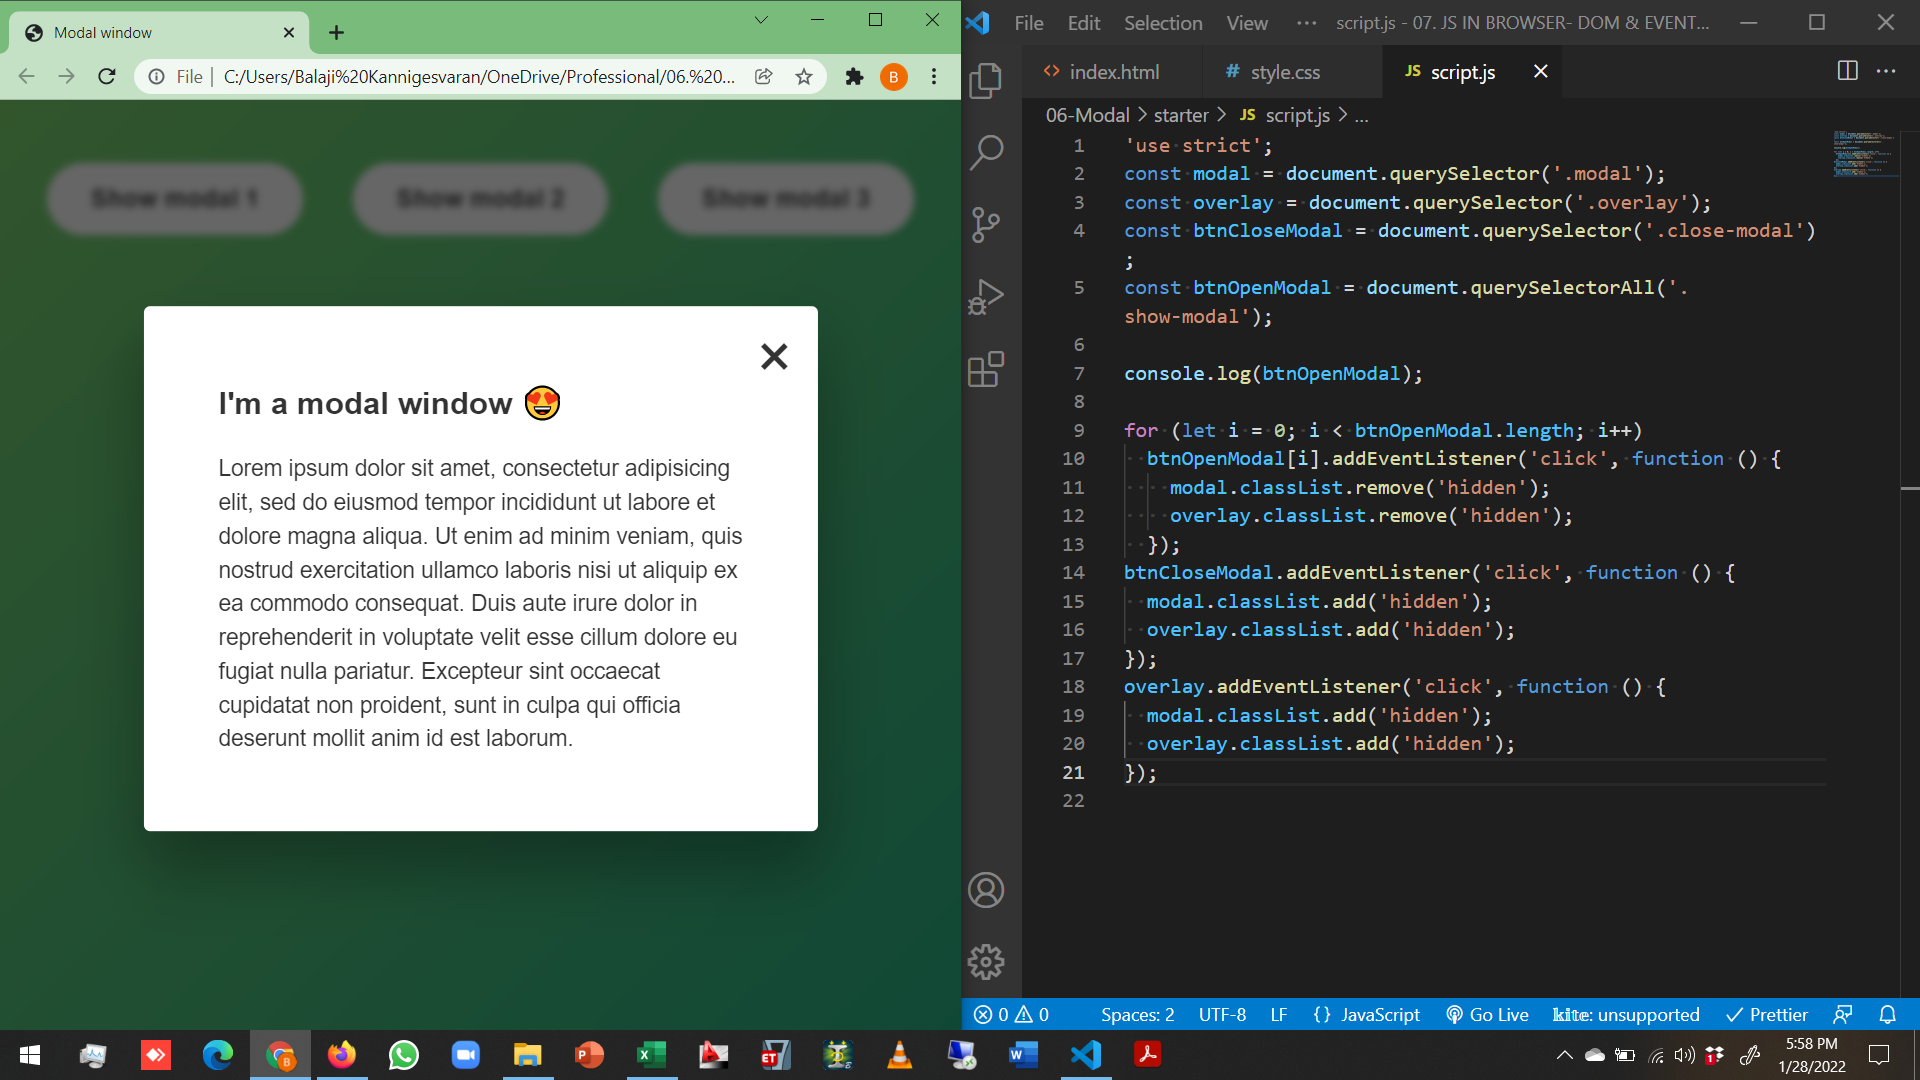 Modal window
File
C:/Users/Balaji%20Kannigesvaran/OneDrive/Professional/06.%20...
B
Show modal 1
Show modal 2
Show modal 3
I'm a modal window 😍
Lorem ipsum dolor sit amet, consectetur adipisicing
elit, sed do eiusmod tempor incididunt ut labore et
dolore magna aliqua. Ut enim ad minim veniam, quis
nostrud exercitation ullamco laboris nisi ut aliquip ex
ea commodo consequat. Duis aute irure dolor in
reprehenderit in voluptate velit esse cillum dolore eu
fugiat nulla pariatur. Excepteur sint occaecat
cupidatat non proident, sunt in culpa qui officia
deserunt mollit anim id est laborum.
File Edit Selection View ··· script.js - 07. JS IN BROWSER- DOM & EVENT...
index.html
# style.css
JS script.js
06-Modal > starter > JS script.js > ...
1 'use strict';
2 const modal = document.querySelector('.modal');
3 const overlay = document.querySelector('.overlay');
4 const btnCloseModal = document.querySelector('.close-modal')
;
5 const btnOpenModal = document.querySelectorAll('.
show-modal');
6
7 console.log(btnOpenModal);
8
9 for (let i = 0; i < btnOpenModal.length; i++)
10 btnOpenModal[i].addEventListener('click', function () {
11 modal.classList.remove('hidden');
12 overlay.classList.remove('hidden');
13 });
14 btnCloseModal.addEventListener('click', function () {
15 modal.classList.add('hidden');
16 overlay.classList.add('hidden');
17 });
18 overlay.addEventListener('click', function () {
19 modal.classList.add('hidden');
20 overlay.classList.add('hidden');
21 });
22
0 0 Spaces: 2 UTF-8 LF { } JavaScript Go Live kite: unsupported Prettier
5:58 PM
1/28/2022